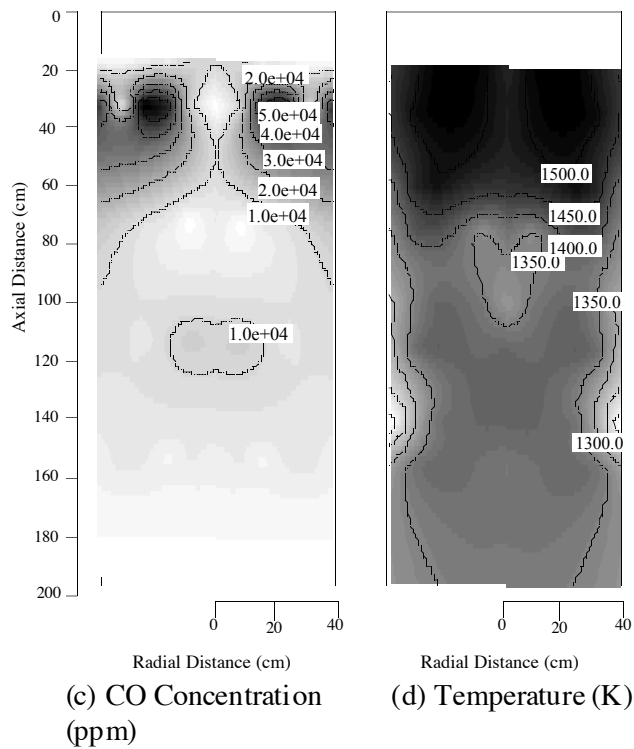 0
20
40
60
80
100
120
140
160
180
200
Axial Distance (cm)
2.0e+04
5.0e+04
4.0e+04
3.0e+04
2.0e+04
1.0e+04
1.0e+04
0
20
40
Radial Distance (cm)
(c) CO Concentration
(ppm)
1500.0
1450.0
1400.0
1350.0
1350.0
1300.0
0
20
40
Radial Distance (cm)
(d) Temperature (K)